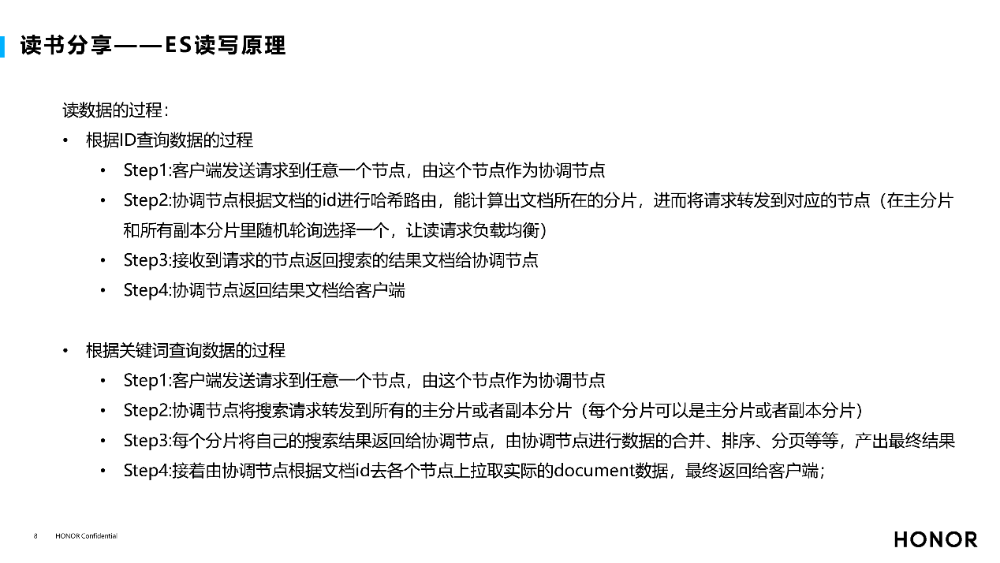 读书分享——ES读写原理
读数据的过程：
• 根据ID查询数据的过程
• Step1:客户端发送请求到任意一个节点，由这个节点作为协调节点
• Step2:协调节点根据文档的id进行哈希路由，能计算出文档所在的分片，进而将请求转发到对应的节点（在主分片
和所有副本分片里随机轮询选择一个，让读请求负载均衡）
• Step3:接收到请求的节点返回搜索的结果文档给协调节点
• Step4:协调节点返回结果文档给客户端
• 根据关键词查询数据的过程
• Step1:客户端发送请求到任意一个节点，由这个节点作为协调节点
• Step2:协调节点将搜索请求转发到所有的主分片或者副本分片（每个分片可以是主分片或者副本分片）
• Step3:每个分片将自己的搜索结果返回给协调节点，由协调节点进行数据的合并、排序、分页等等，产出最终结果
• Step4:接着由协调节点根据文档id去各个节点上拉取实际的document数据，最终返回给客户端；
8 HONOR Confidential
HONOR